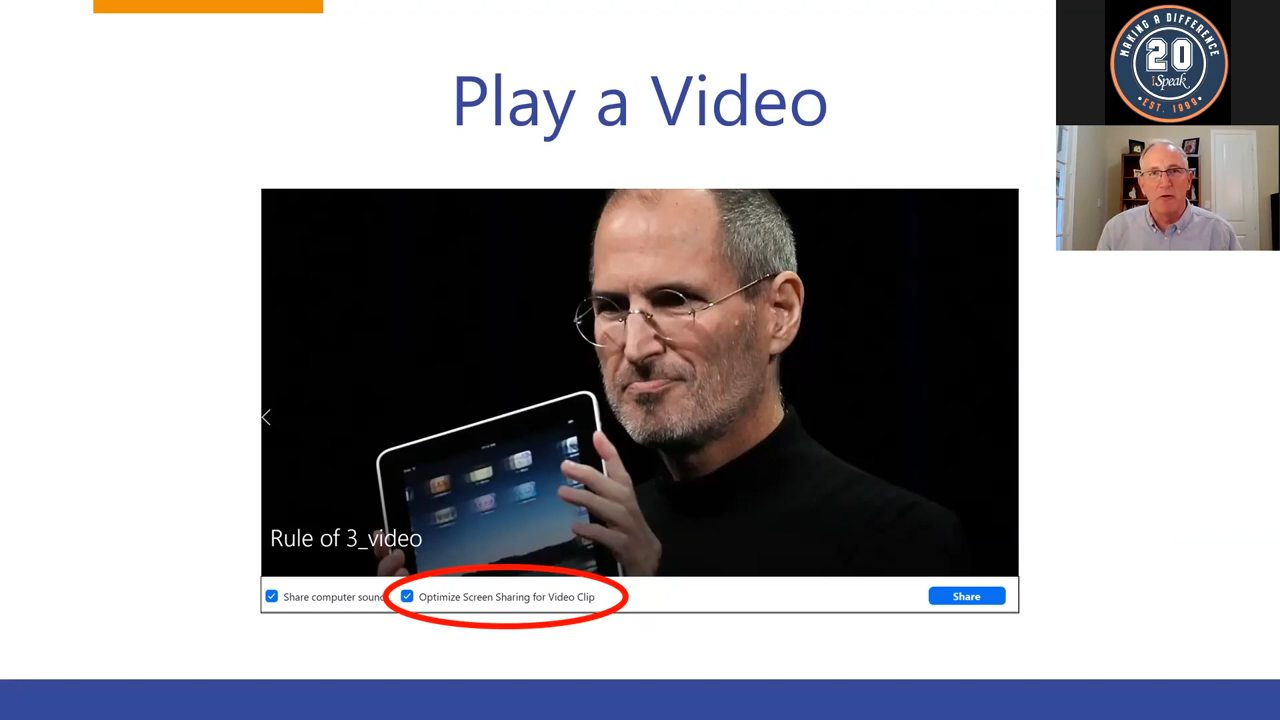 Play a Video
MAKING A DIFFERENCE
20
iSpeak
• EST. 1999 •
Rule of 3_video
Share computer soun
Optimize Screen Sharing for Video Clip
Share